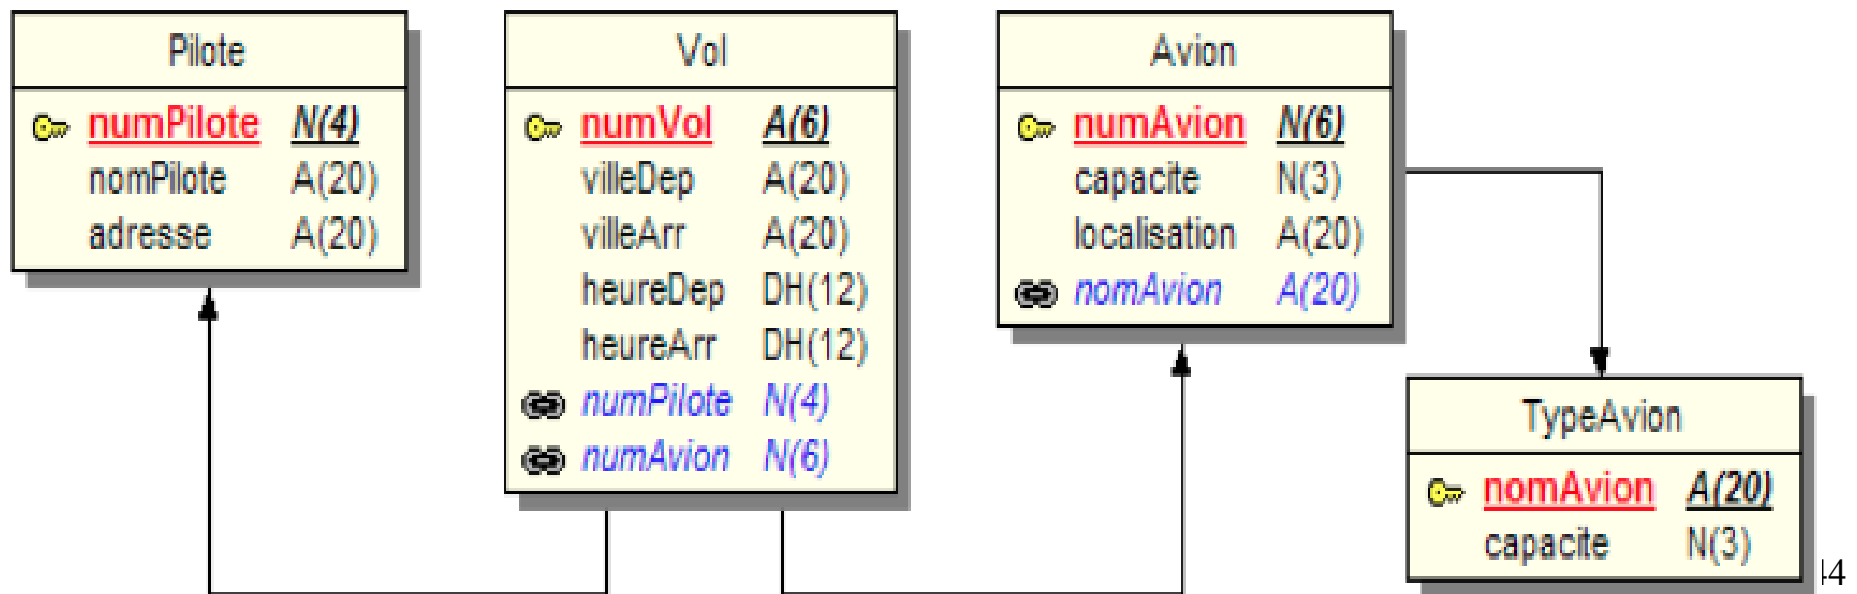 Pilote
numPilote N(4)
nomPilote A(20)
adresse A(20)
Vol
numVol A(6)
villeDep A(20)
villeArr A(20)
heureDep DH(12)
heureArr DH(12)
numPilote N(4)
numAvion N(6)
Avion
numAvion N(6)
capacite N(3)
localisation A(20)
nomAvion A(20)
TypeAvion
nomAvion A(20)
capacite N(3)